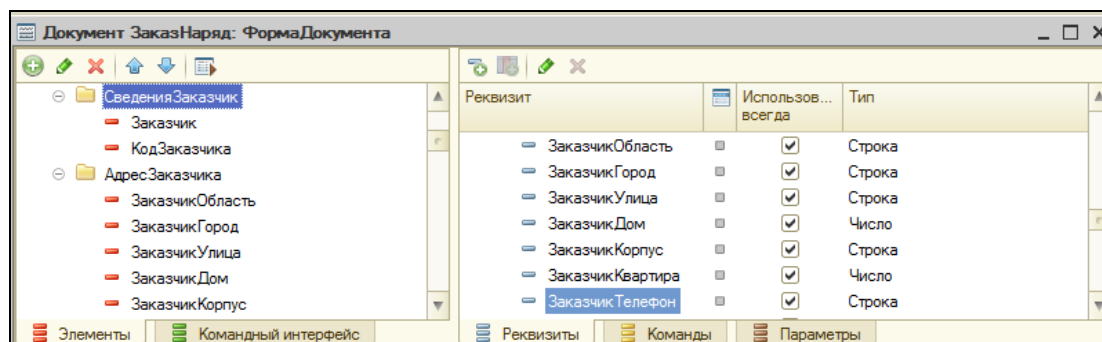 Документ ЗаказНаряд: ФормаДокумента
СведенияЗаказчик
Заказчик
КодЗаказчика
АдресЗаказчика
ЗаказчикОбласть
ЗаказчикГород
ЗаказчикУлица
ЗаказчикДом
ЗаказчикКорпус
Элементы Командный интерфейс
Реквизит Использов... всегда Тип
ЗаказчикОбласть Строка
ЗаказчикГород Строка
ЗаказчикУлица Строка
ЗаказчикДом Число
ЗаказчикКорпус Строка
ЗаказчикКвартира Число
ЗаказчикТелефон Строка
Реквизиты Команды Параметры